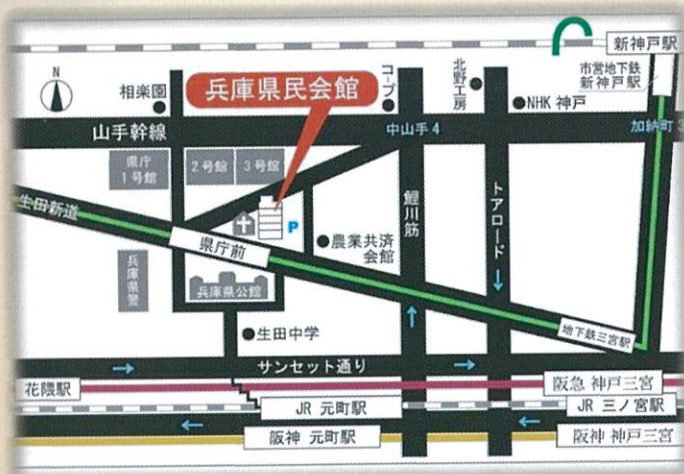 新神戸駅
N
相楽園
兵庫県民会館
コープ
北野工房
市営地下鉄
新神戸駅
NHK 神戸
山手幹線
中山手 4
加納町
県庁
1号館
2号館
3号館
生田新道
県庁前
P
農業共済
会館
鯉川筋
トアロード
兵庫県警
兵庫県公館
生田中学
地下鉄三宮駅
サンセット通り
花隈駅
阪急 神戸三宮
JR 元町駅
JR 三ノ宮駅
阪神 元町駅
阪神 神戸三宮